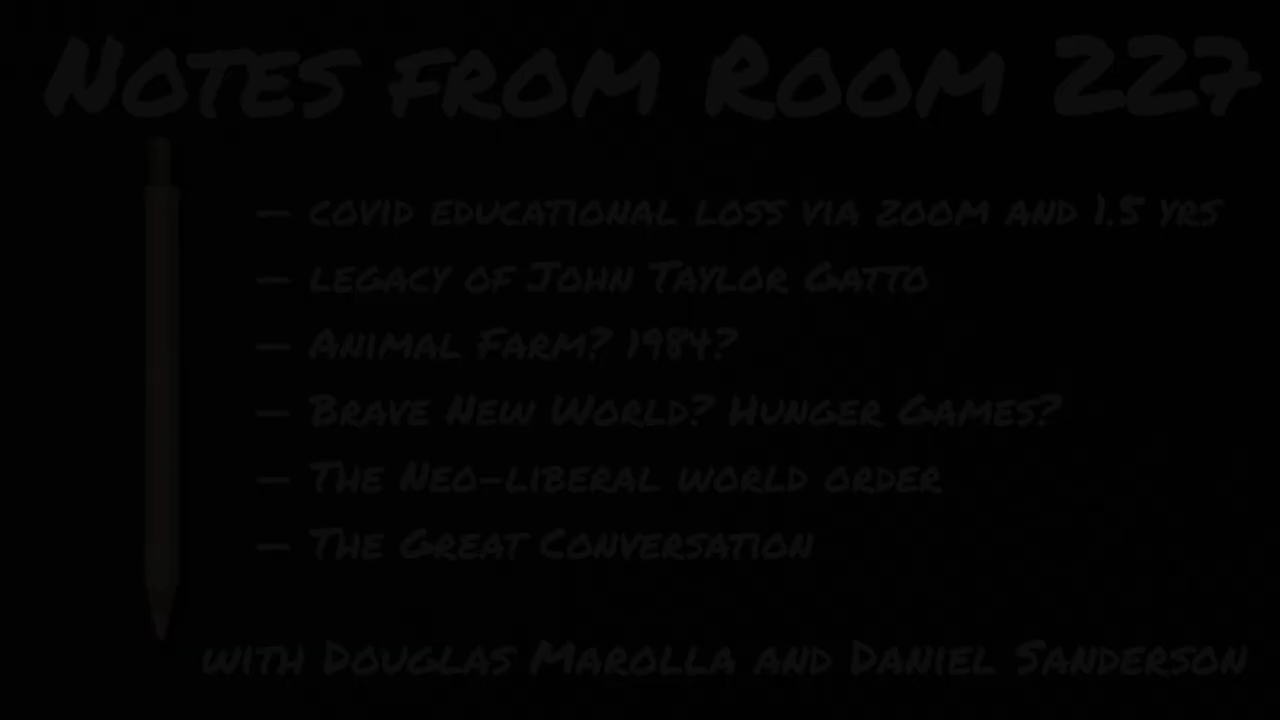 Notes from Room 227
— covid educational loss via zoom and 1.5 yrs
— legacy of John Taylor Gatto
— Animal Farm? 1984?
— Brave New World? Hunger Games?
— The Neo-liberal world order
— The Great Conversation
with Douglas Marolla and Daniel Sanderson